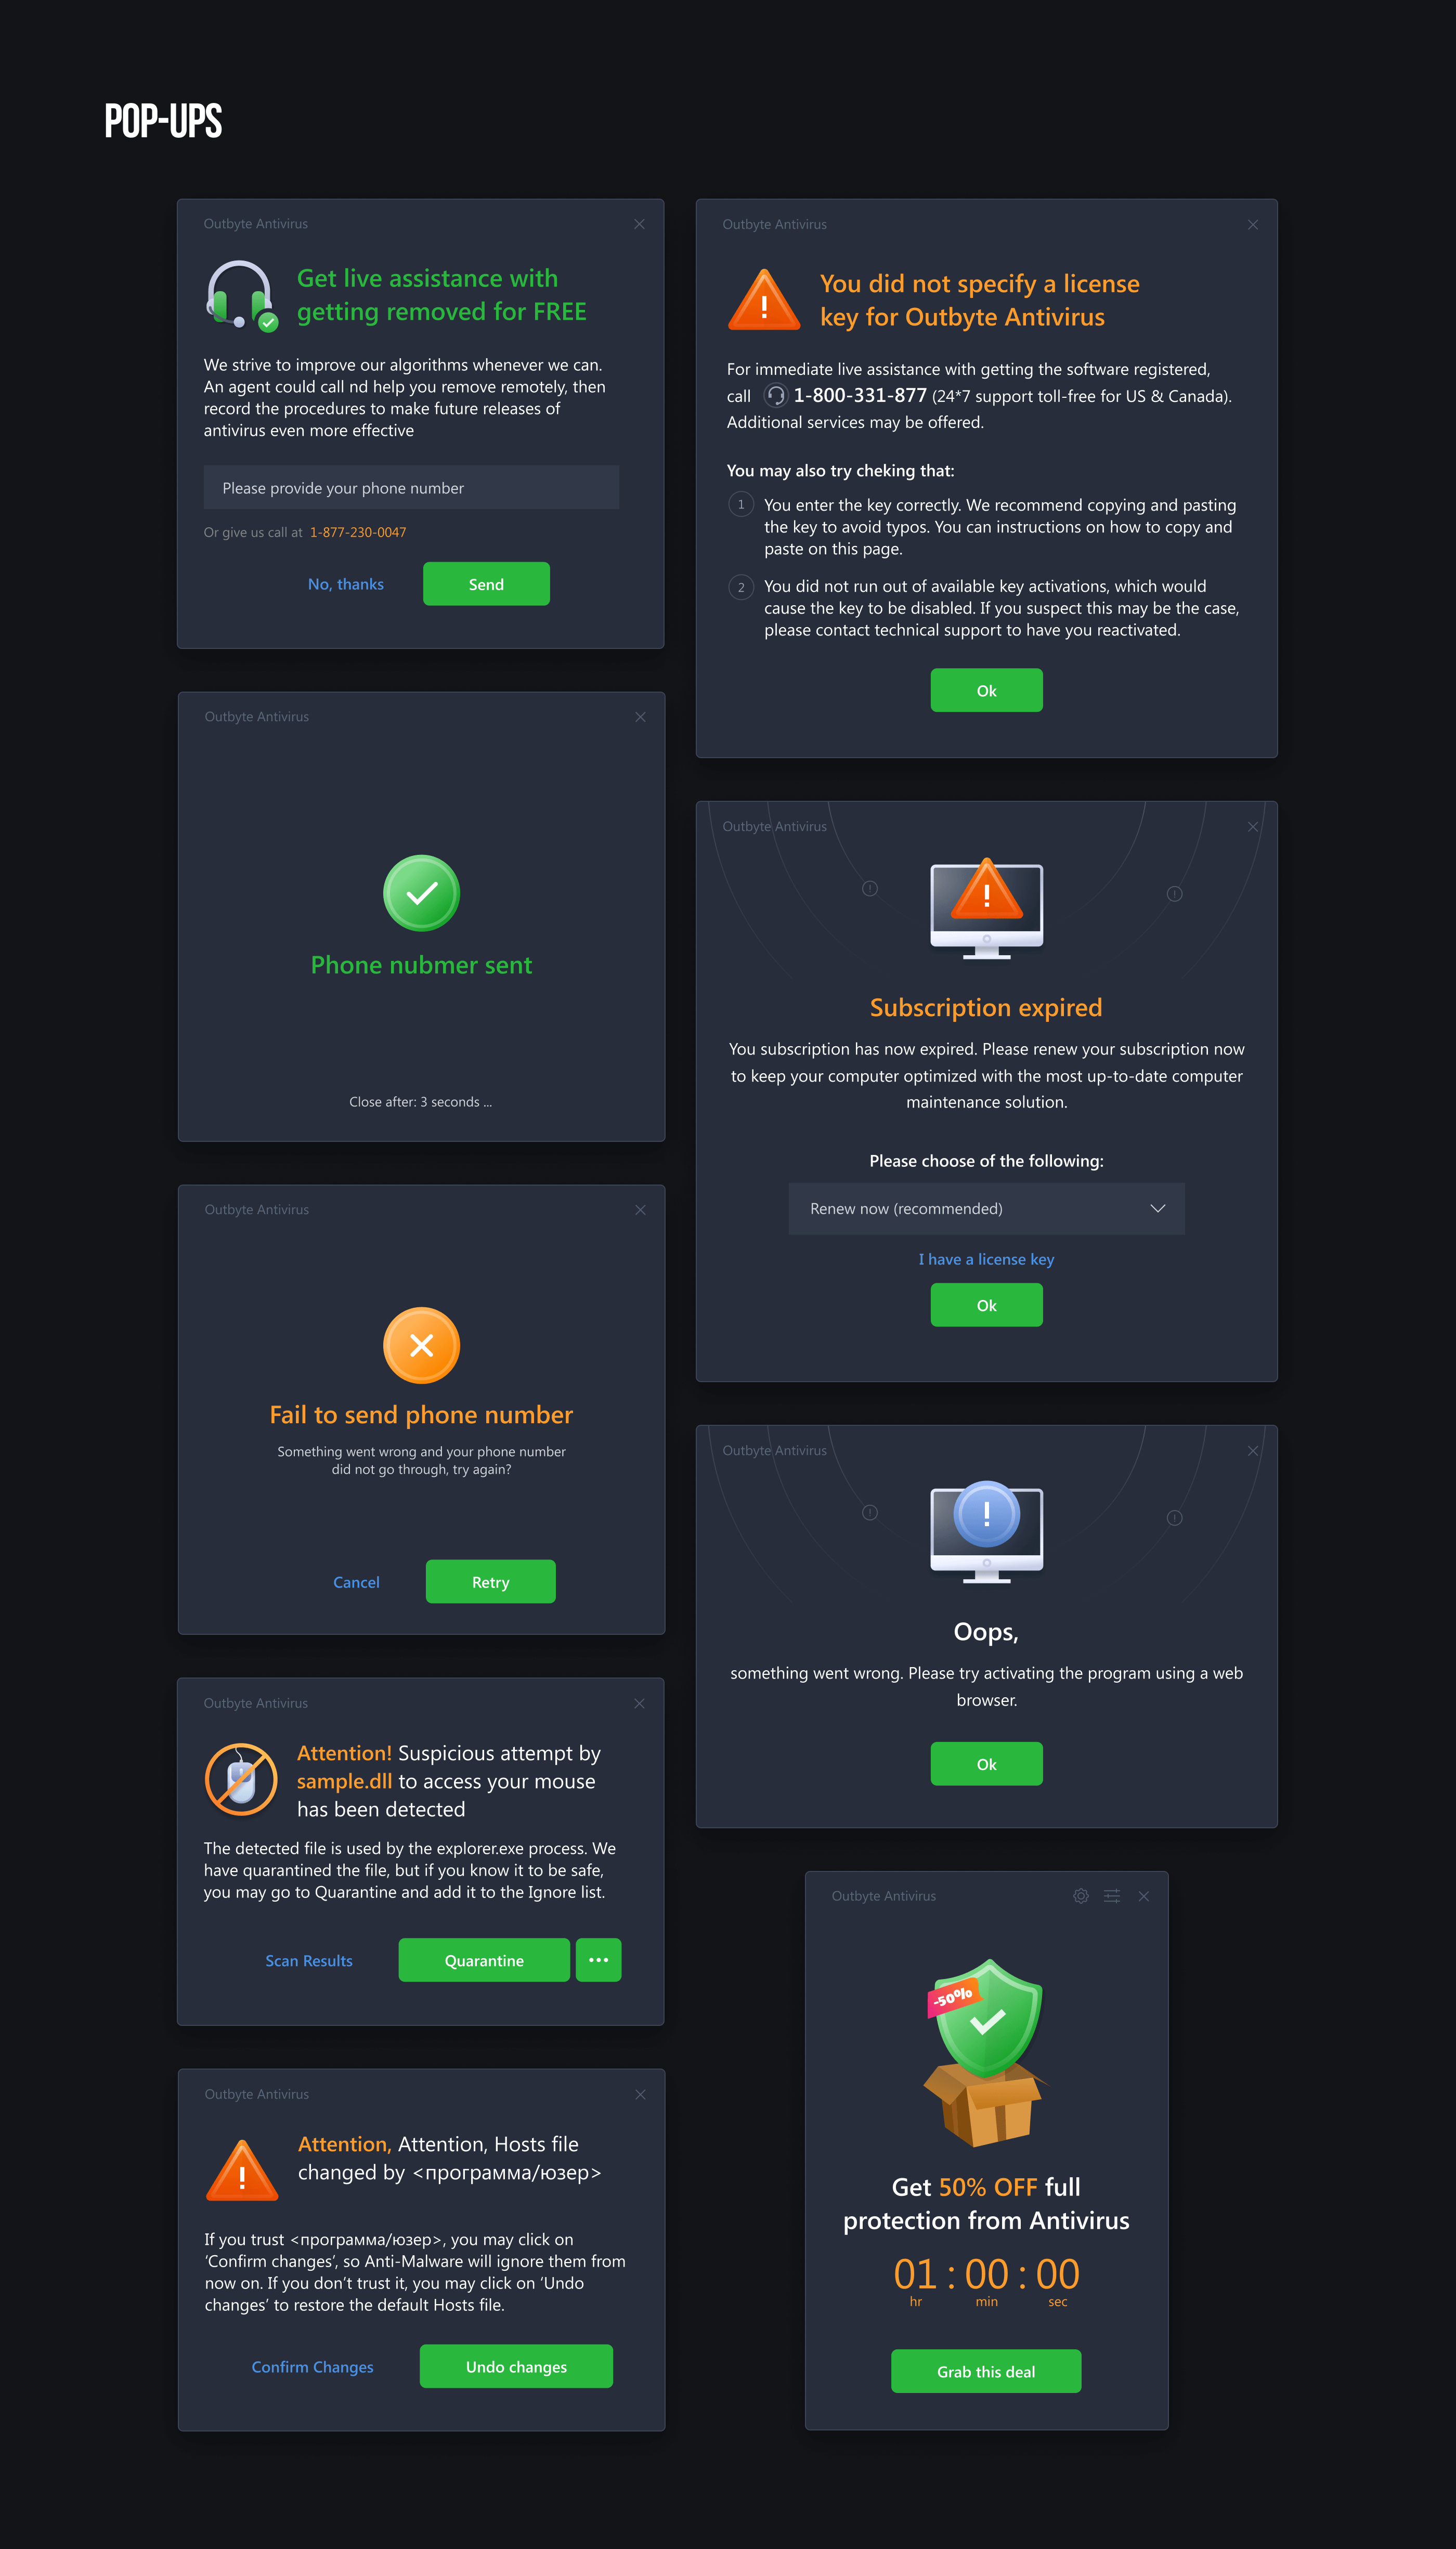 POP-UPS
Outbyte Antivirus
Get live assistance with
getting removed for FREE
We strive to improve our algorithms whenever we can.
An agent could call nd help you remove remotely, then
record the procedures to make future releases of
antivirus even more effective
Please provide your phone number
Or give us call at 1-877-230-0047
No, thanks
Send
Outbyte Antivirus
Phone nubmer sent
Close after: 3 seconds ...
Outbyte Antivirus
Fail to send phone number
Something went wrong and your phone number
did not go through, try again?
Cancel
Retry
Outbyte Antivirus
Attention! Suspicious attempt by
sample.dll to access your mouse
has been detected
The detected file is used by the explorer.exe process. We
have quarantined the file, but if you know it to be safe,
you may go to Quarantine and add it to the Ignore list.
Scan Results
Quarantine
Outbyte Antivirus
Attention, Attention, Hosts file
changed by <программа/юзер>
If you trust <программа/юзер>, you may click on
‘Confirm changes’, so Anti-Malware will ignore them from
now on. If you don’t trust it, you may click on ‘Undo
changes’ to restore the default Hosts file.
Confirm Changes
Undo changes
Outbyte Antivirus
You did not specify a license
key for Outbyte Antivirus
For immediate live assistance with getting the software registered,
call 1-800-331-877 (24*7 support toll-free for US & Canada).
Additional services may be offered.
You may also try cheking that:
1 You enter the key correctly. We recommend copying and pasting
the key to avoid typos. You can instructions on how to copy and
paste on this page.
2 You did not run out of available key activations, which would
cause the key to be disabled. If you suspect this may be the case,
please contact technical support to have you reactivated.
Ok
Outbyte Antivirus
Subscription expired
You subscription has now expired. Please renew your subscription now
to keep your computer optimized with the most up-to-date computer
maintenance solution.
Please choose of the following:
Renew now (recommended)
I have a license key
Ok
Outbyte Antivirus
Oops,
something went wrong. Please try activating the program using a web
browser.
Ok
Outbyte Antivirus
-50%
Get 50% OFF full
protection from Antivirus
01 : 00 : 00
hr min sec
Grab this deal